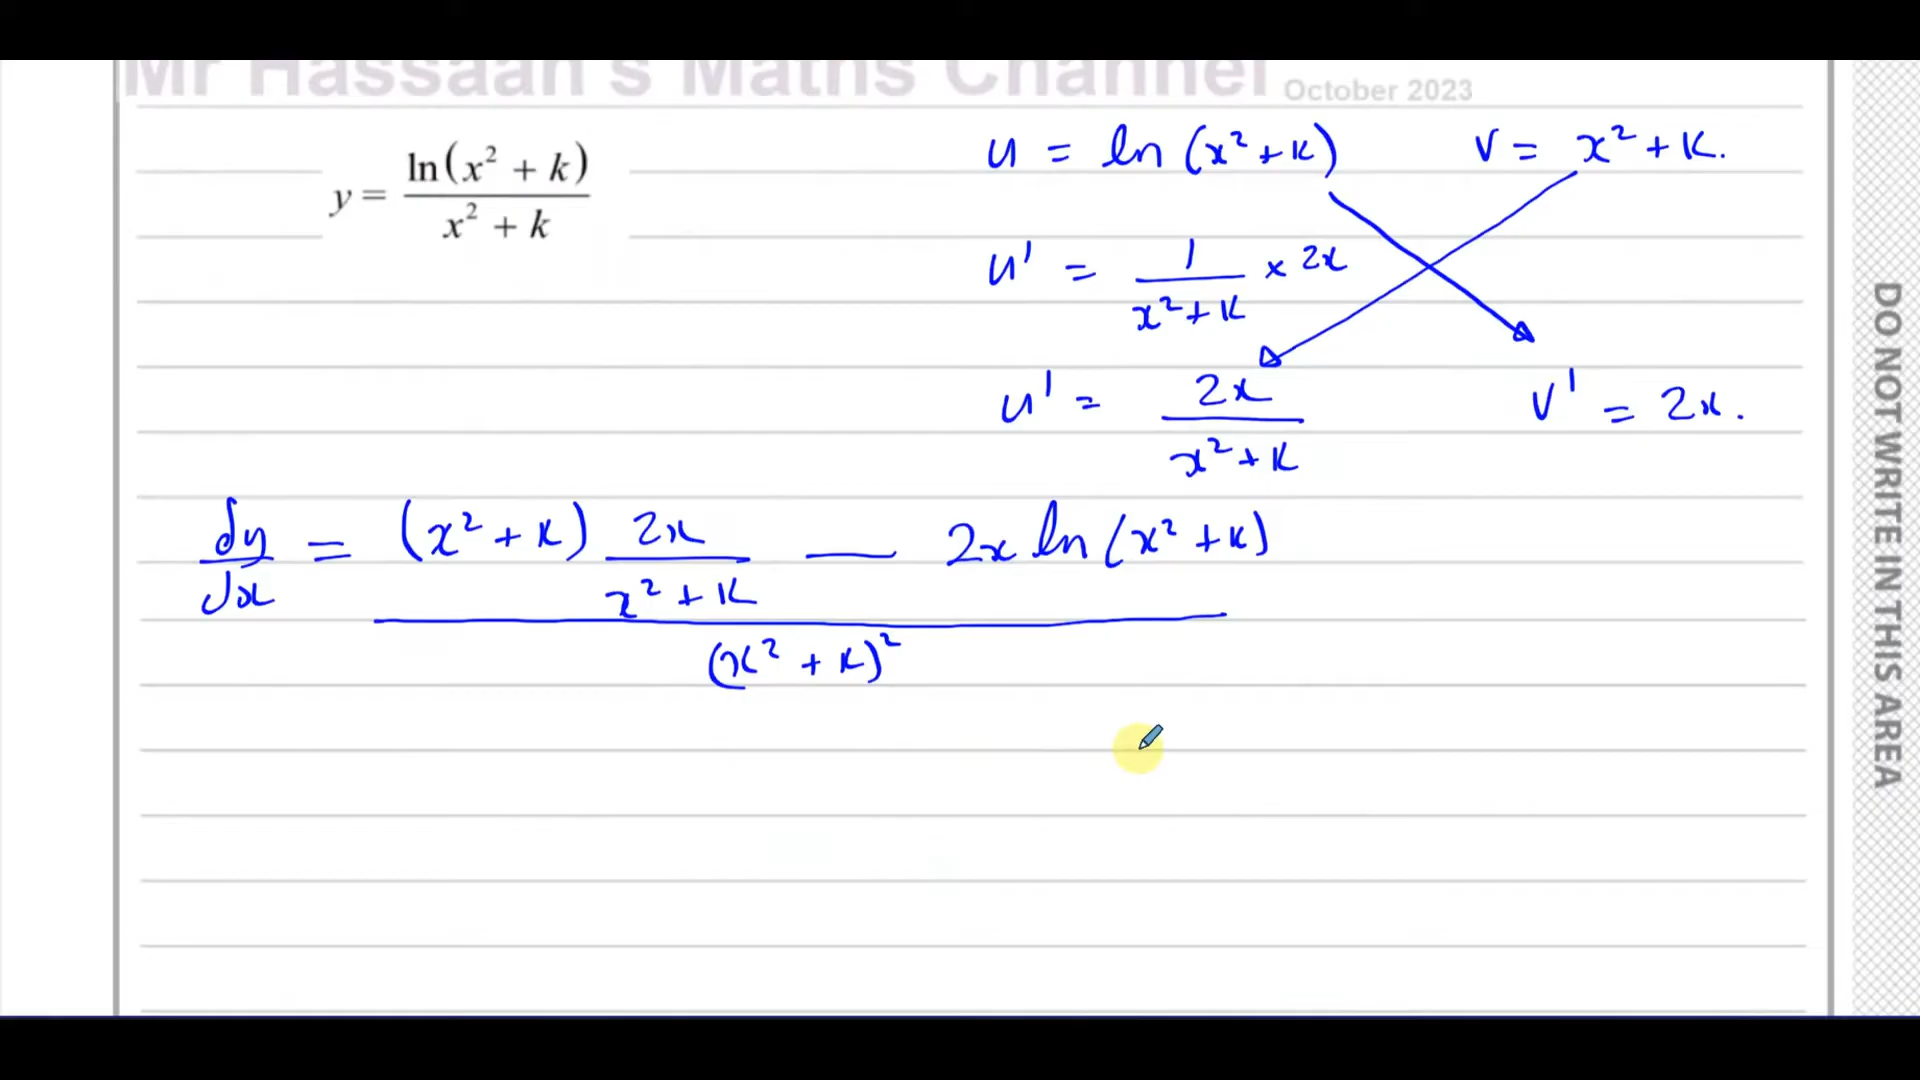 Mr Hassaan's Maths Channel October 2023
y = ln(x² + k) / x² + k
u = ln(x²+k) v = x²+k.
u' = 1/x²+k × 2x
u' = 2x/x²+k v' = 2x.
dy/dx = (x²+k) 2x/x²+k — 2x ln(x²+k)
(x²+k)²
DO NOT WRITE IN THIS AREA